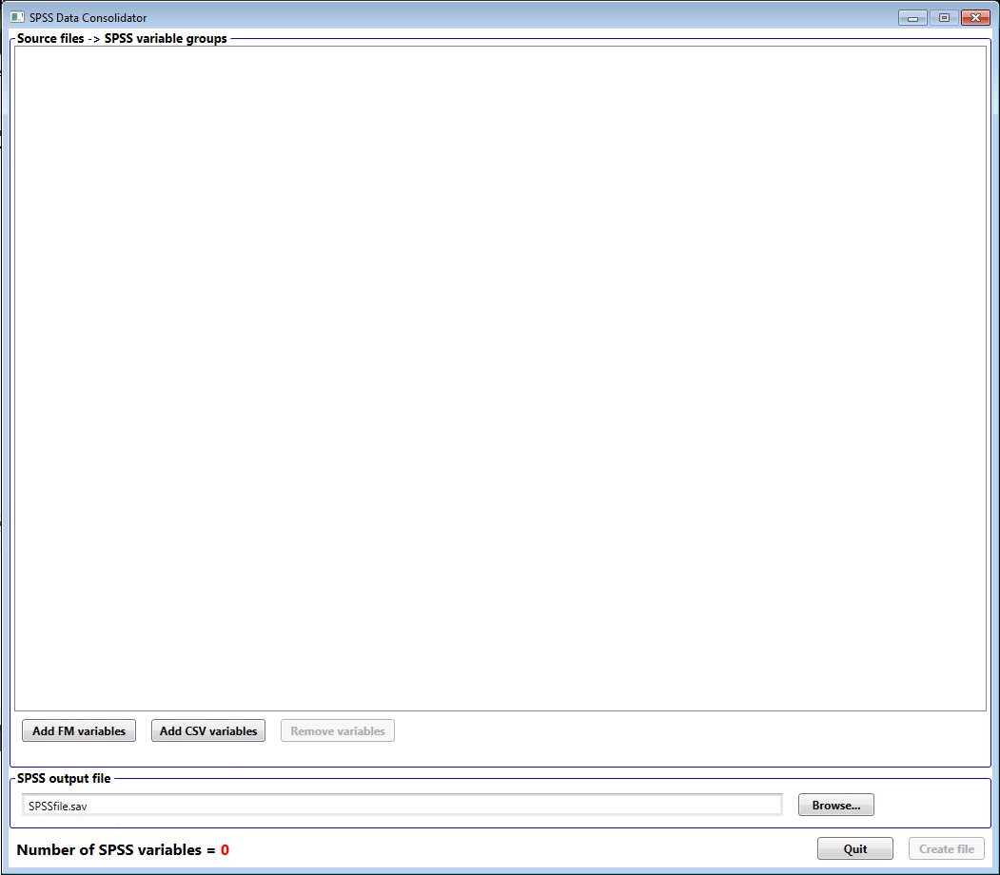 SPSS Data Consolidator
Source files -> SPSS variable groups
Add FM variables Add CSV variables Remove variables
SPSS output file
SPSSfile.sav Browse...
Number of SPSS variables = 0 Quit Create file